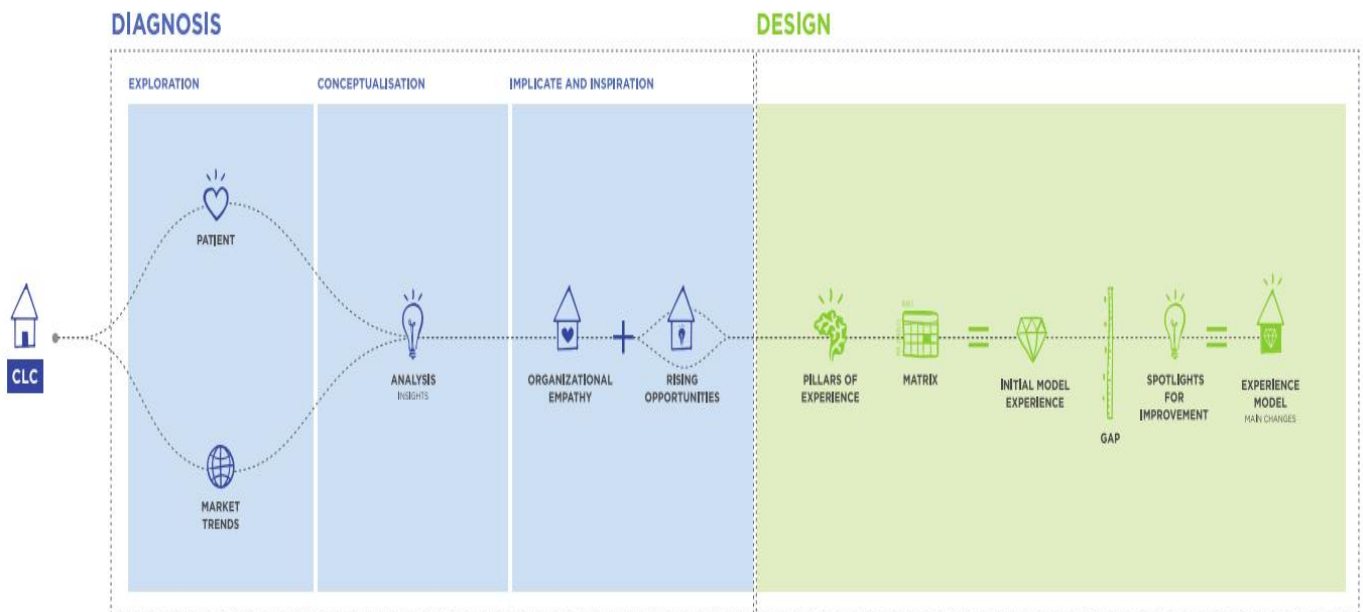 DIAGNOSIS
DESIGN
EXPLORATION
CONCEPTUALISATION
IMPLICATE AND INSPIRATION
PATIENT
CLC
ANALYSIS
INSIGHTS
ORGANIZATIONAL
EMPATHY
RISING
OPPORTUNITIES
PILLARS OF
EXPERIENCE
MATRIX
INITIAL MODEL
EXPERIENCE
GAP
SPOTLIGHTS
FOR
IMPROVEMENT
EXPERIENCE
MODEL
MAIN CHANGES
MARKET
TRENDS